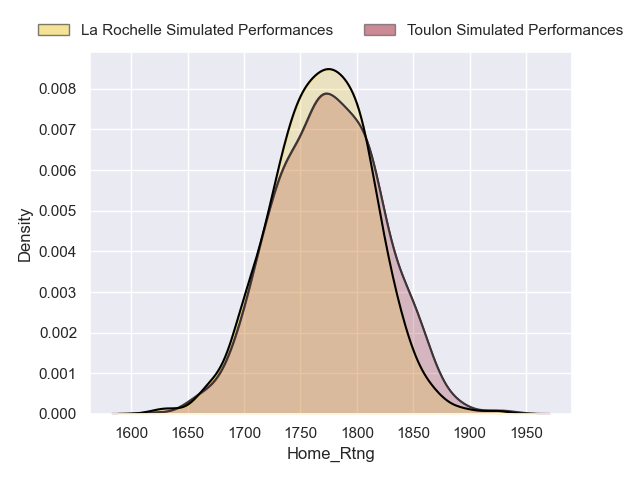 La Rochelle Simulated Performances
Toulon Simulated Performances
Density
0.008
0.007
0.006
0.005
0.004
0.003
0.002
0.001
0.000
1600 1650 1700 1750 1800 1850 1900 1950
Home_Rtng